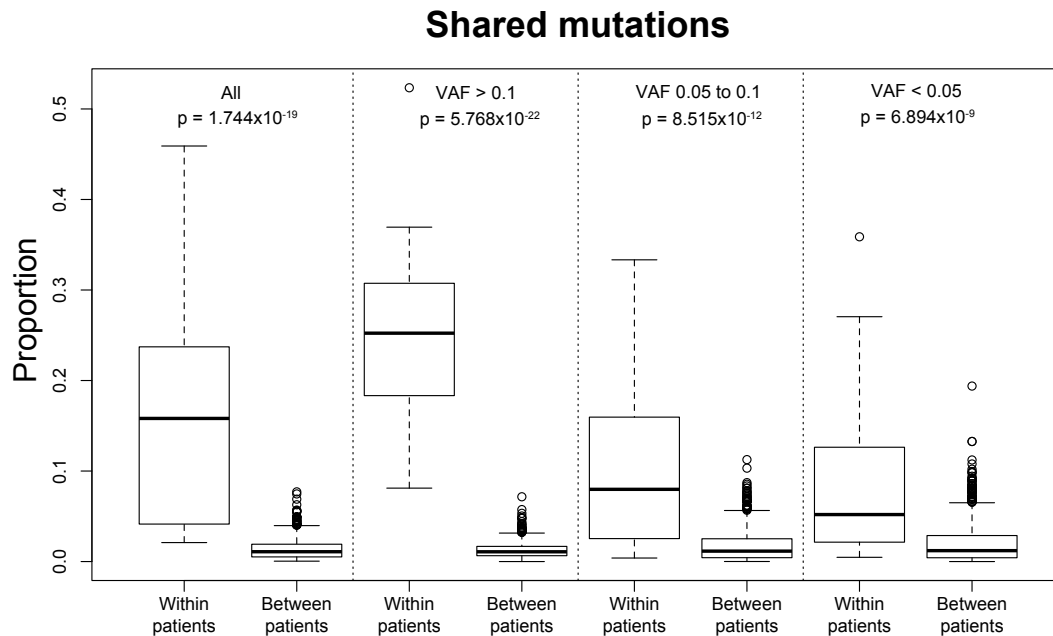 Shared mutations
All
p = 1.744x10⁻¹⁹
VAF > 0.1
p = 5.768x10⁻²²
VAF 0.05 to 0.1
p = 8.515x10⁻¹²
VAF < 0.05
p = 6.894x10⁻⁹
Proportion
0.5
0.4
0.3
0.2
0.1
0.0
Within
patients
Between
patients
Within
patients
Between
patients
Within
patients
Between
patients
Within
patients
Between
patients